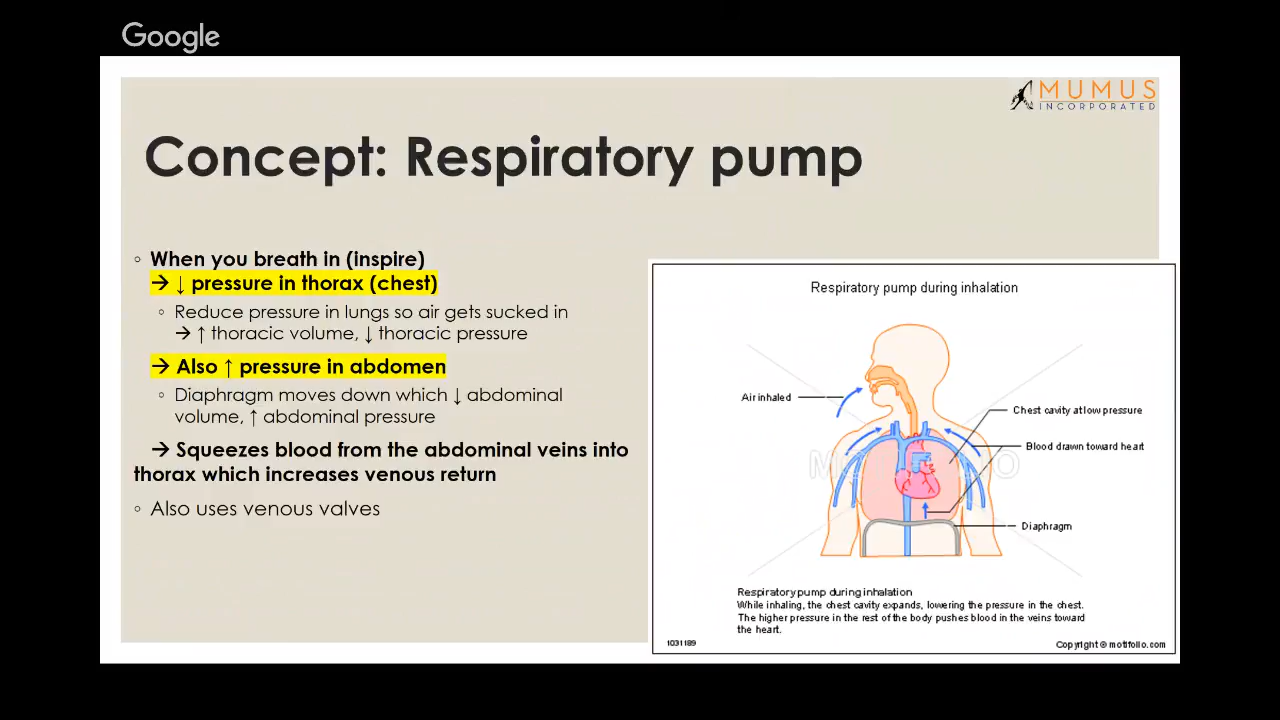 Google
MUMUS
INCORPORATED
Concept: Respiratory pump
◦ When you breath in (inspire)
→ ↓ pressure in thorax (chest)
◦ Reduce pressure in lungs so air gets sucked in
→ ↑ thoracic volume, ↓ thoracic pressure
→ Also ↑ pressure in abdomen
◦ Diaphragm moves down which ↓ abdominal
volume, ↑ abdominal pressure
→ Squeezes blood from the abdominal veins into
thorax which increases venous return
◦ Also uses venous valves
Respiratory pump during inhalation
Air inhaled
Chest cavity at low pressure
Blood drawn toward heart
Diaphragm
Respiratory pump during inhalation
While inhaling, the chest cavity expands, lowering the pressure in the chest.
The higher pressure in the rest of the body pushes blood in the veins toward
the heart.
1031189
Copyright © motifolio.com